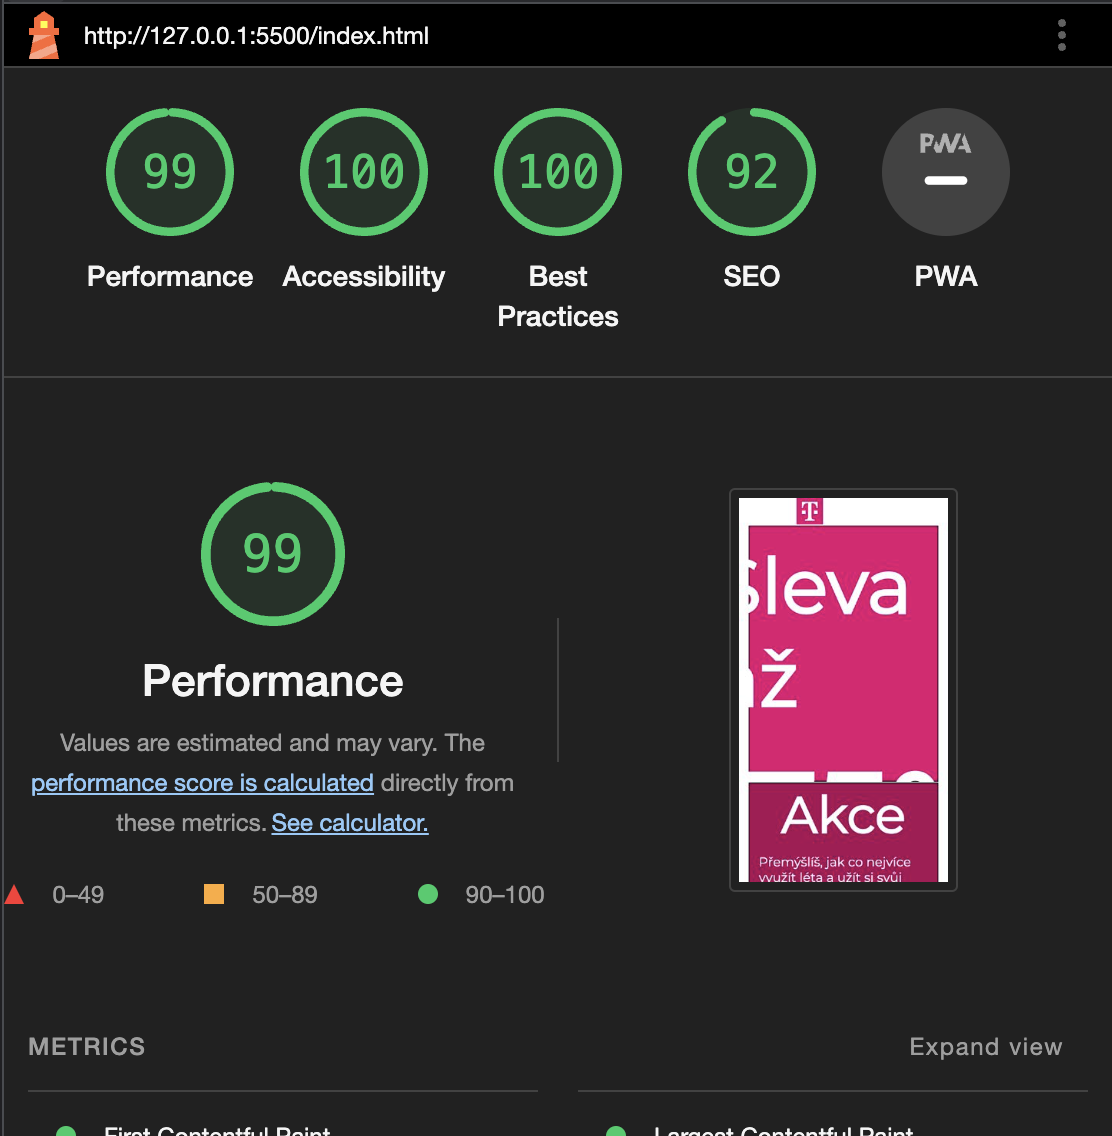 http://127.0.0.1:5500/index.html
99
100
100
92
PWA
Performance
Accessibility
Best
Practices
SEO
PWA
99
Performance
Values are estimated and may vary. The
performance score is calculated directly from
these metrics. See calculator.
0–49
50–89
90–100
T
Sleva
až
Akce
Přemýšlíš, jak co nejvíce
využít léta a užít si svůj
METRICS
Expand view
First Contentful Paint
Largest Contentful Paint